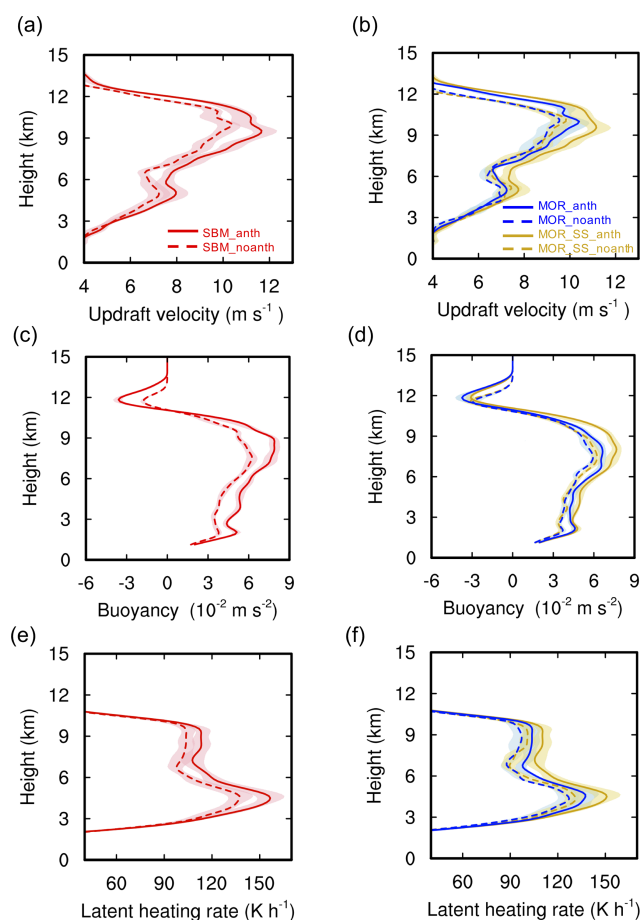 (a) (b)
15 15
12 12
9 9
6 6
3 3
0 0
Height (km) Height (km)
SBM_anth
SBM_noanth
MOR_anth
MOR_noanth
MOR_SS_anth
MOR_SS_noanth
4 6 8 10 12 4 6 8 10 12
Updraft velocity (m s⁻¹) Updraft velocity (m s⁻¹)
(c) (d)
15 15
12 12
9 9
6 6
3 3
0 0
Height (km) Height (km)
-6 -3 0 3 6 9 -6 -3 0 3 6 9
Buoyancy (10⁻² m s⁻²) Buoyancy (10⁻² m s⁻²)
(e) (f)
15 15
12 12
9 9
6 6
3 3
0 0
Height (km) Height (km)
60 90 120 150 60 90 120 150
Latent heating rate (K h⁻¹) Latent heating rate (K h⁻¹)